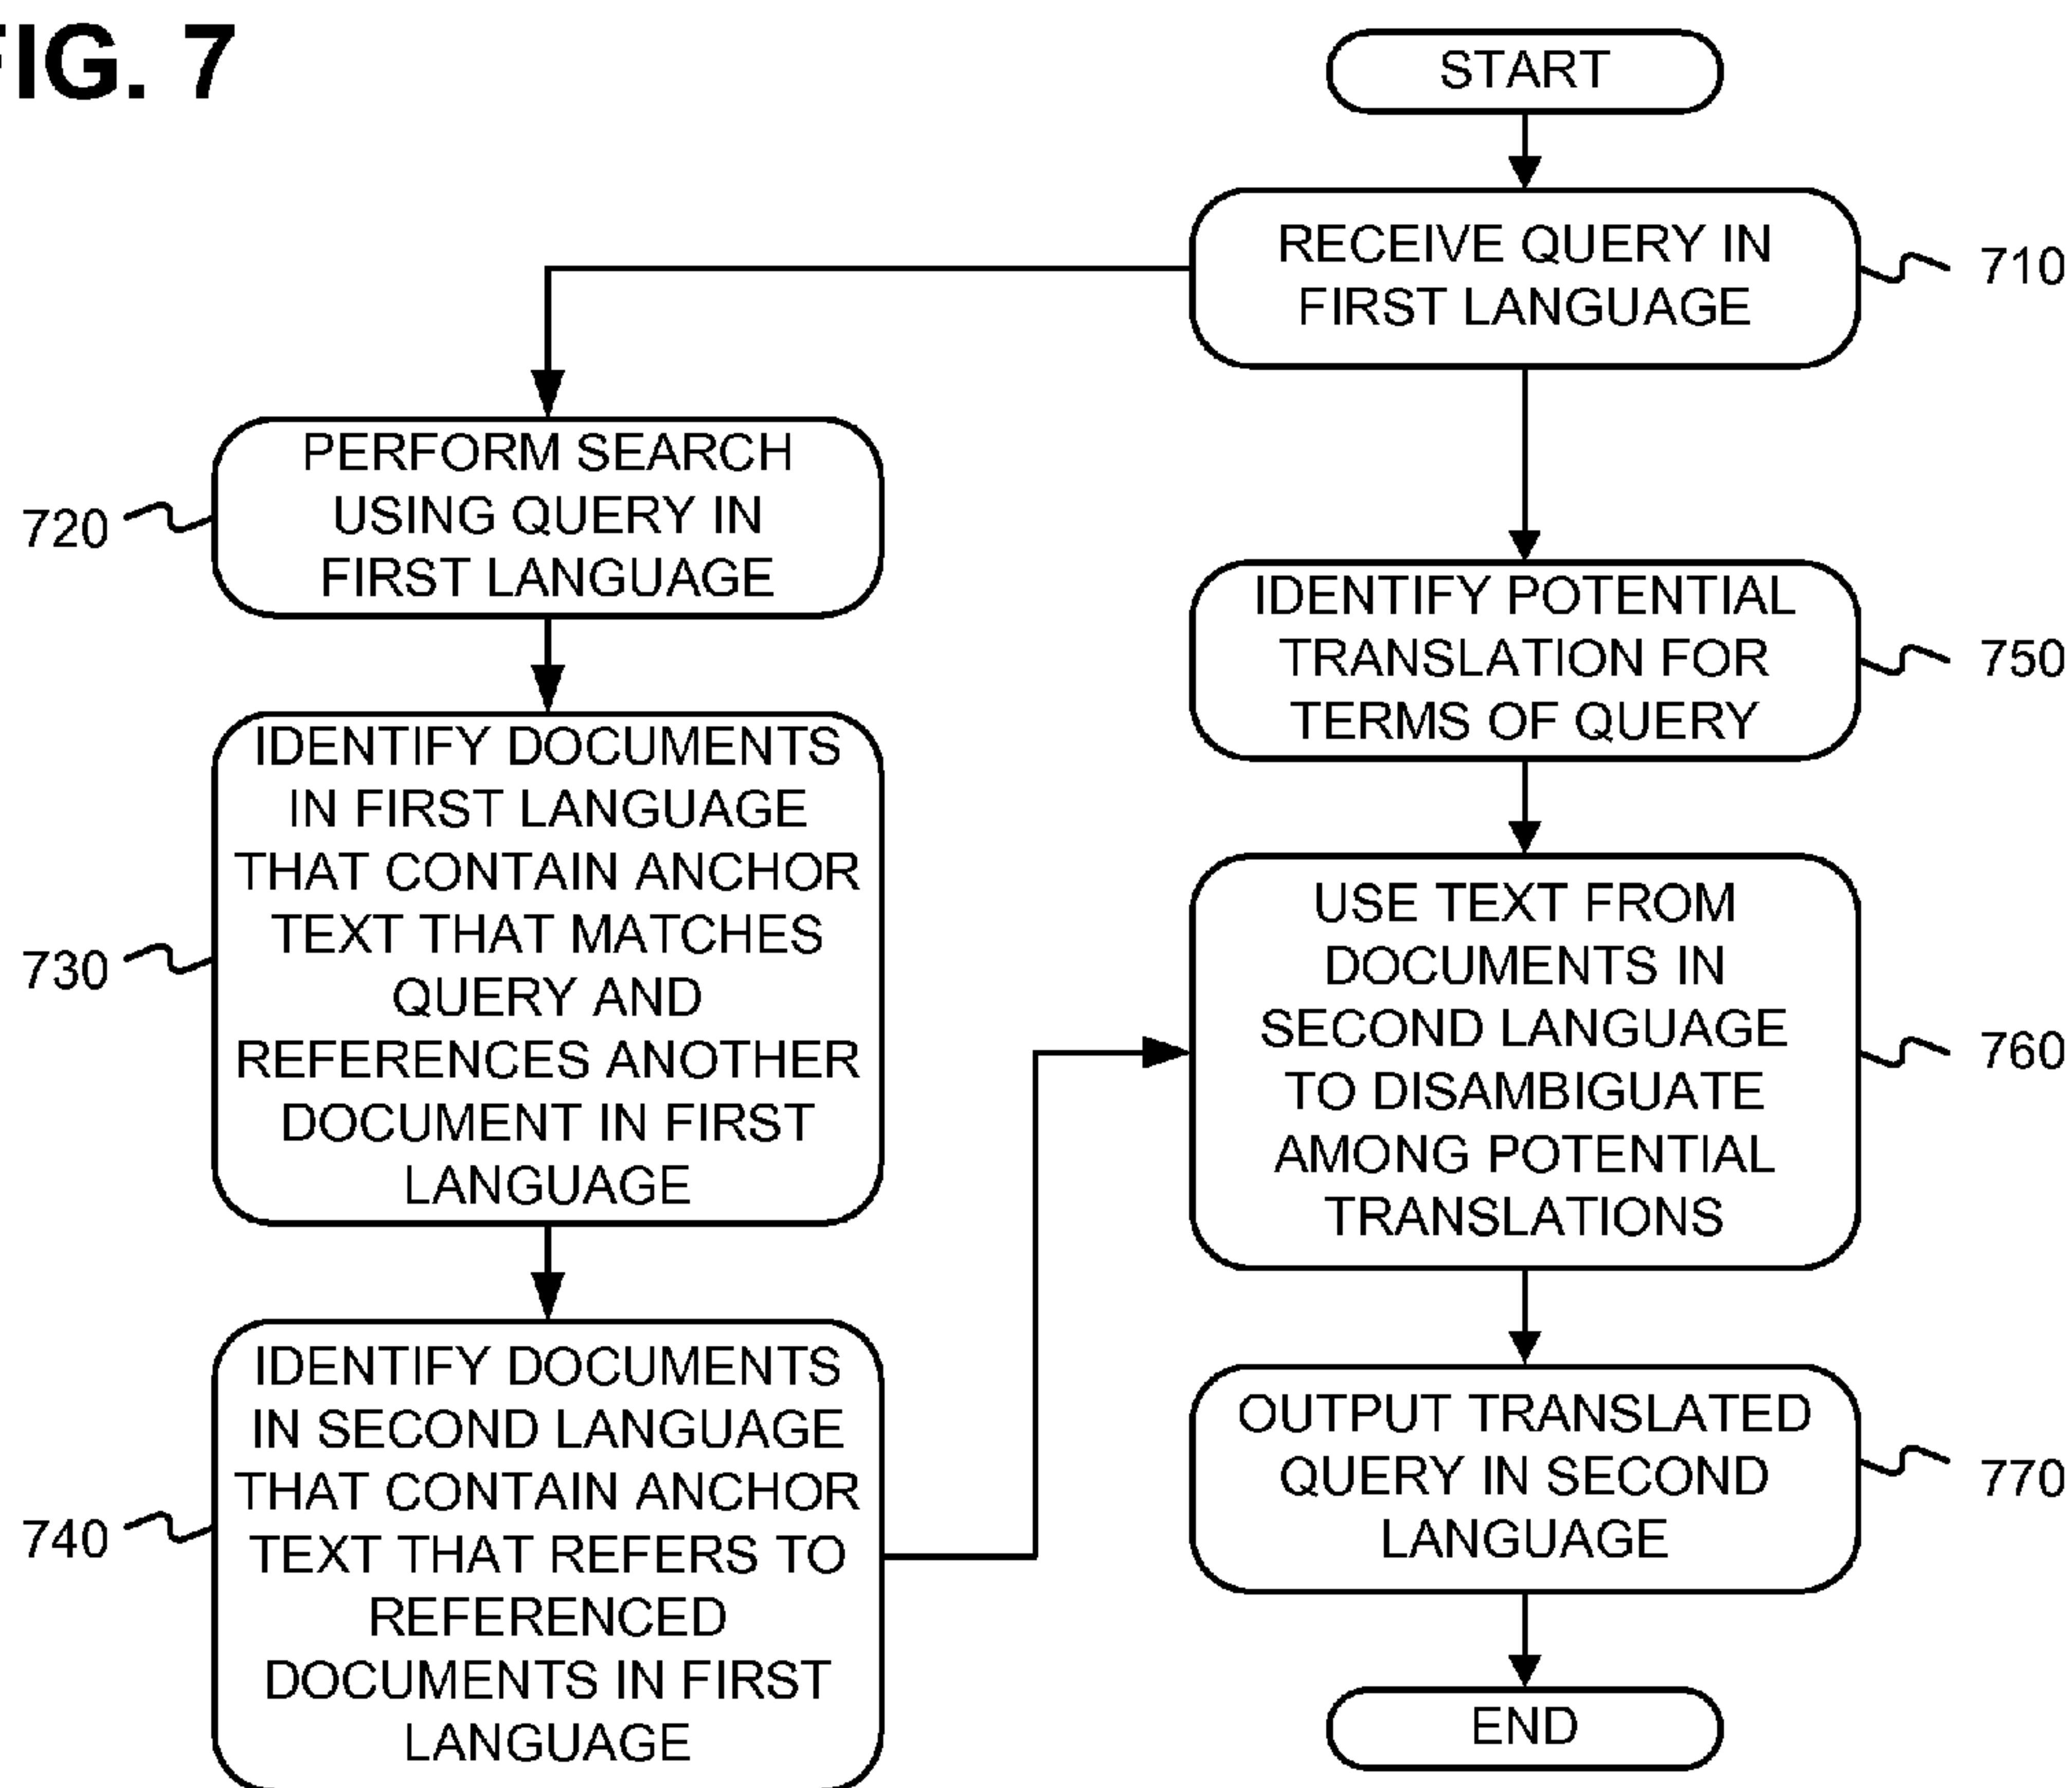 FIG. 7
START
RECEIVE QUERY IN
FIRST LANGUAGE
710
PERFORM SEARCH
USING QUERY IN
FIRST LANGUAGE
720
IDENTIFY DOCUMENTS
IN FIRST LANGUAGE
THAT CONTAIN ANCHOR
TEXT THAT MATCHES
QUERY AND
REFERENCES ANOTHER
DOCUMENT IN FIRST
LANGUAGE
730
IDENTIFY DOCUMENTS
IN SECOND LANGUAGE
THAT CONTAIN ANCHOR
TEXT THAT REFERS TO
REFERENCED
DOCUMENTS IN FIRST
LANGUAGE
740
IDENTIFY POTENTIAL
TRANSLATION FOR
TERMS OF QUERY
750
USE TEXT FROM
DOCUMENTS IN
SECOND LANGUAGE
TO DISAMBIGUATE
AMONG POTENTIAL
TRANSLATIONS
760
OUTPUT TRANSLATED
QUERY IN SECOND
LANGUAGE
770
END